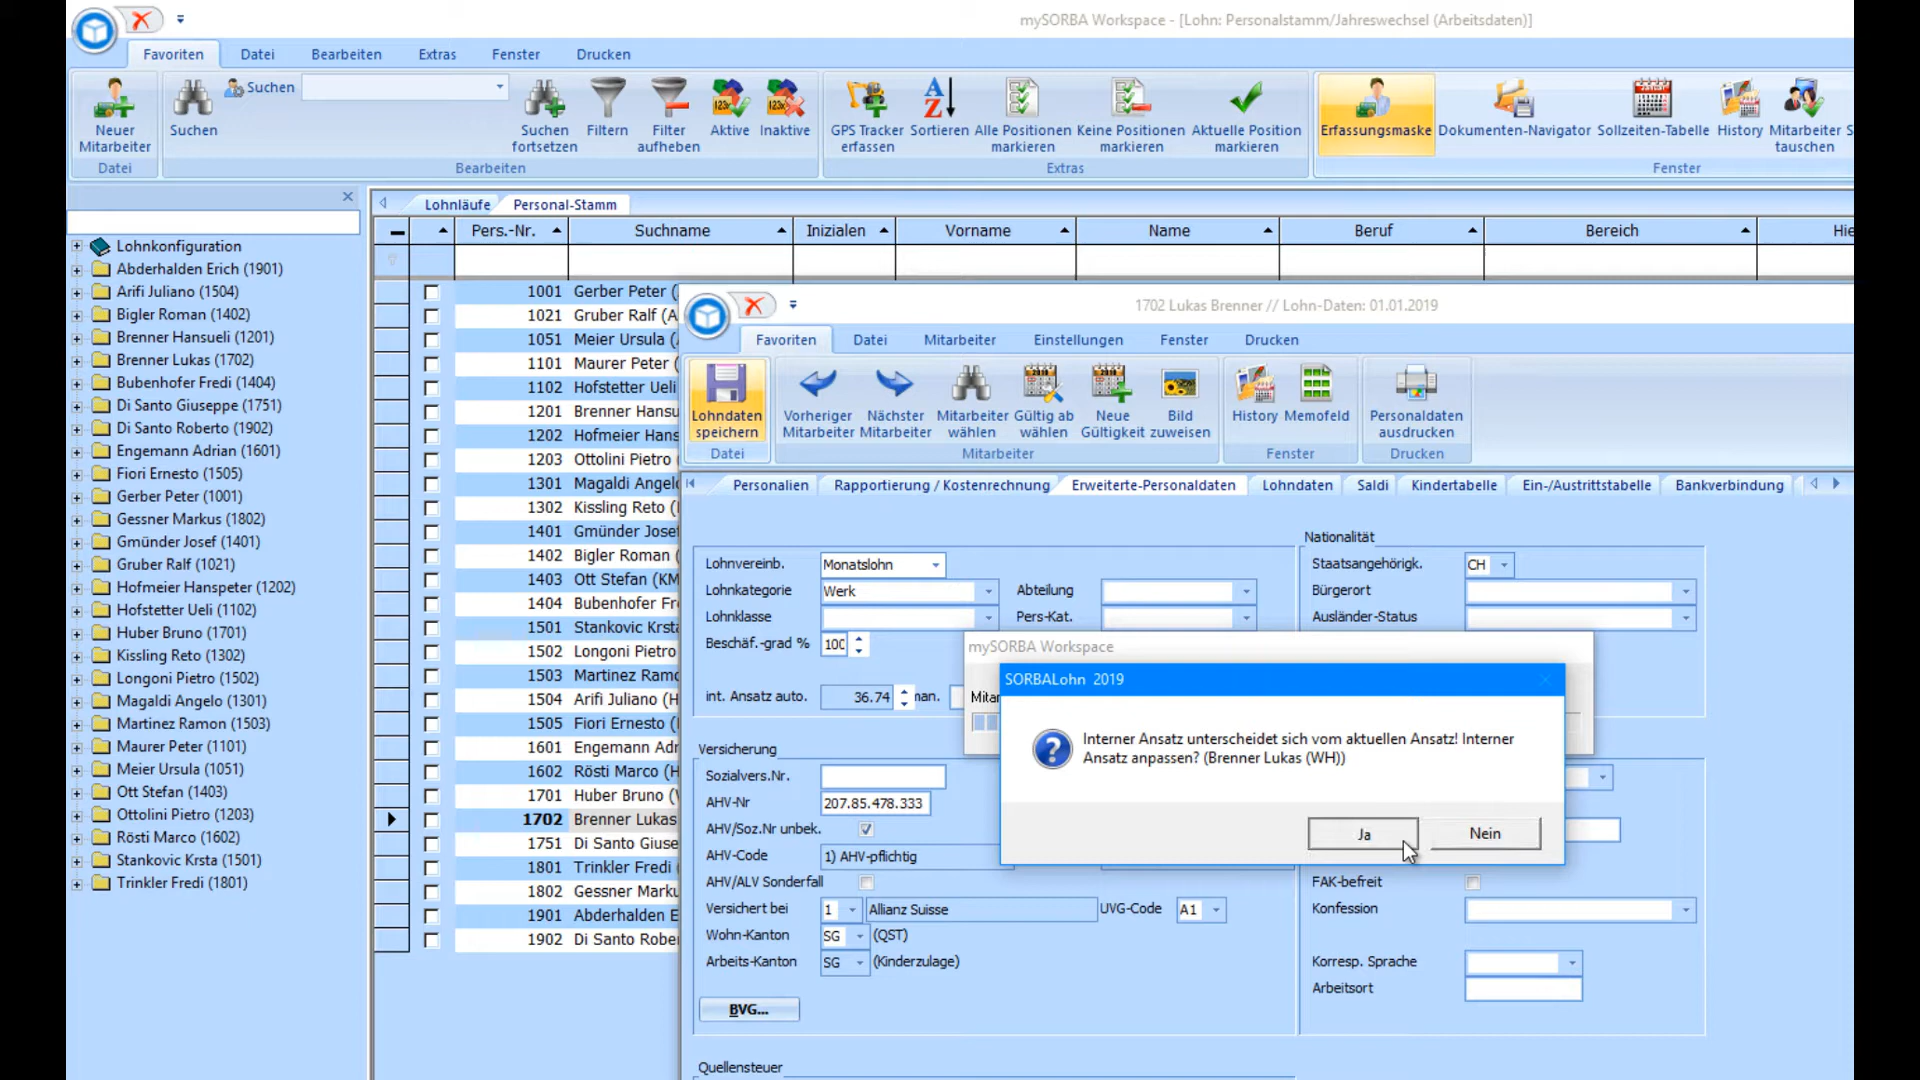 mySORBA Workspace - [Lohn: Personalstamm/Jahreswechsel (Arbeitsdaten)]
Favoriten Datei Bearbeiten Extras Fenster Drucken
Neuer Mitarbeiter
Suchen
Suchen
Suchen fortsetzen
Filtern
Filter aufheben
Aktive
Inaktive
GPS Tracker erfassen
Sortieren
Alle Positionen markieren
Keine Positionen markieren
Aktuelle Position markieren
Erfassungsmaske
Dokumenten-Navigator
Sollzeiten-Tabelle
History
Mitarbeiter tauschen
S
Datei Bearbeiten Extras Fenster
Lohnkonfiguration
Abderhalden Erich (1901)
Arifi Juliano (1504)
Bigler Roman (1402)
Brenner Hansueli (1201)
Brenner Lukas (1702)
Bubenhofer Fredi (1404)
Di Santo Giuseppe (1751)
Di Santo Roberto (1902)
Engemann Adrian (1601)
Fiori Ernesto (1505)
Gerber Peter (1001)
Gessner Markus (1802)
Gmünder Josef (1401)
Gruber Ralf (1021)
Hofmeier Hanspeter (1202)
Hofstetter Ueli (1102)
Huber Bruno (1701)
Kissling Reto (1302)
Longoni Pietro (1502)
Magaldi Angelo (1301)
Martinez Ramon (1503)
Maurer Peter (1101)
Meier Ursula (1051)
Ott Stefan (1403)
Ottolini Pietro (1203)
Rösti Marco (1602)
Stankovic Krsta (1501)
Trinkler Fredi (1801)
Lohnläufe Personal-Stamm
Pers.-Nr. Suchname Inizialen Vorname Name Beruf Bereich Hie
1001 Gerber Peter (
1021 Gruber Ralf (A
1051 Meier Ursula (
1101 Maurer Peter (
1102 Hofstetter Ueli
1201 Brenner Hansu
1202 Hofmeier Hans
1203 Ottolini Pietro (
1301 Magaldi Angelo
1302 Kissling Reto (
1401 Gmünder Josef
1402 Bigler Roman (
1403 Ott Stefan (KM
1404 Bubenhofer Fr
1501 Stankovic Krsta
1502 Longoni Pietro
1503 Martinez Ramo
1504 Arifi Juliano (H
1505 Fiori Ernesto (
1601 Engemann Adr
1602 Rösti Marco (H
1701 Huber Bruno (
1702 Brenner Lukas
1751 Di Santo Giuse
1801 Trinkler Fredi (
1802 Gessner Marku
1901 Abderhalden E
1902 Di Santo Rober
1702 Lukas Brenner // Lohn-Daten: 01.01.2019
Favoriten Datei Mitarbeiter Einstellungen Fenster Drucken
Lohndaten speichern
Vorheriger Mitarbeiter
Nächster Mitarbeiter
Mitarbeiter wählen
Gültig ab wählen
Neue Gültigkeit
Bild zuweisen
History
Memofeld
Personaldaten ausdrucken
Datei Mitarbeiter Fenster Drucken
Personalien Rapportierung / Kostenrechnung Erweiterte-Personaldaten Lohndaten Saldi Kindertabelle Ein-/Austrittstabelle Bankverbindung
Lohnvereinb. Monatslohn
Lohnkategorie Werk Abteilung
Lohnklasse Pers-Kat.
Beschäf.-grad % 100
int. Ansatz auto. 36.74 man.
Nationalität
Staatsangehörigk. CH
Bürgerort
Ausländer-Status
Versicherung
Sozialvers.Nr.
AHV-Nr 207.85.478.333
AHV/Soz.Nr unbek.
AHV-Code 1) AHV-pflichtig
AHV/ALV Sonderfall
Versichert bei 1 Allianz Suisse UVG-Code A1
Wohn-Kanton SG (QST)
Arbeits-Kanton SG (Kinderzulage)
BVG...
Quellensteuer
FAK-befreit
Konfession
Korresp. Sprache
Arbeitsort
mySORBA Workspace
Mitar
SORBALohn 2019
Interner Ansatz unterscheidet sich vom aktuellen Ansatz! Interner
Ansatz anpassen? (Brenner Lukas (WH))
Ja Nein